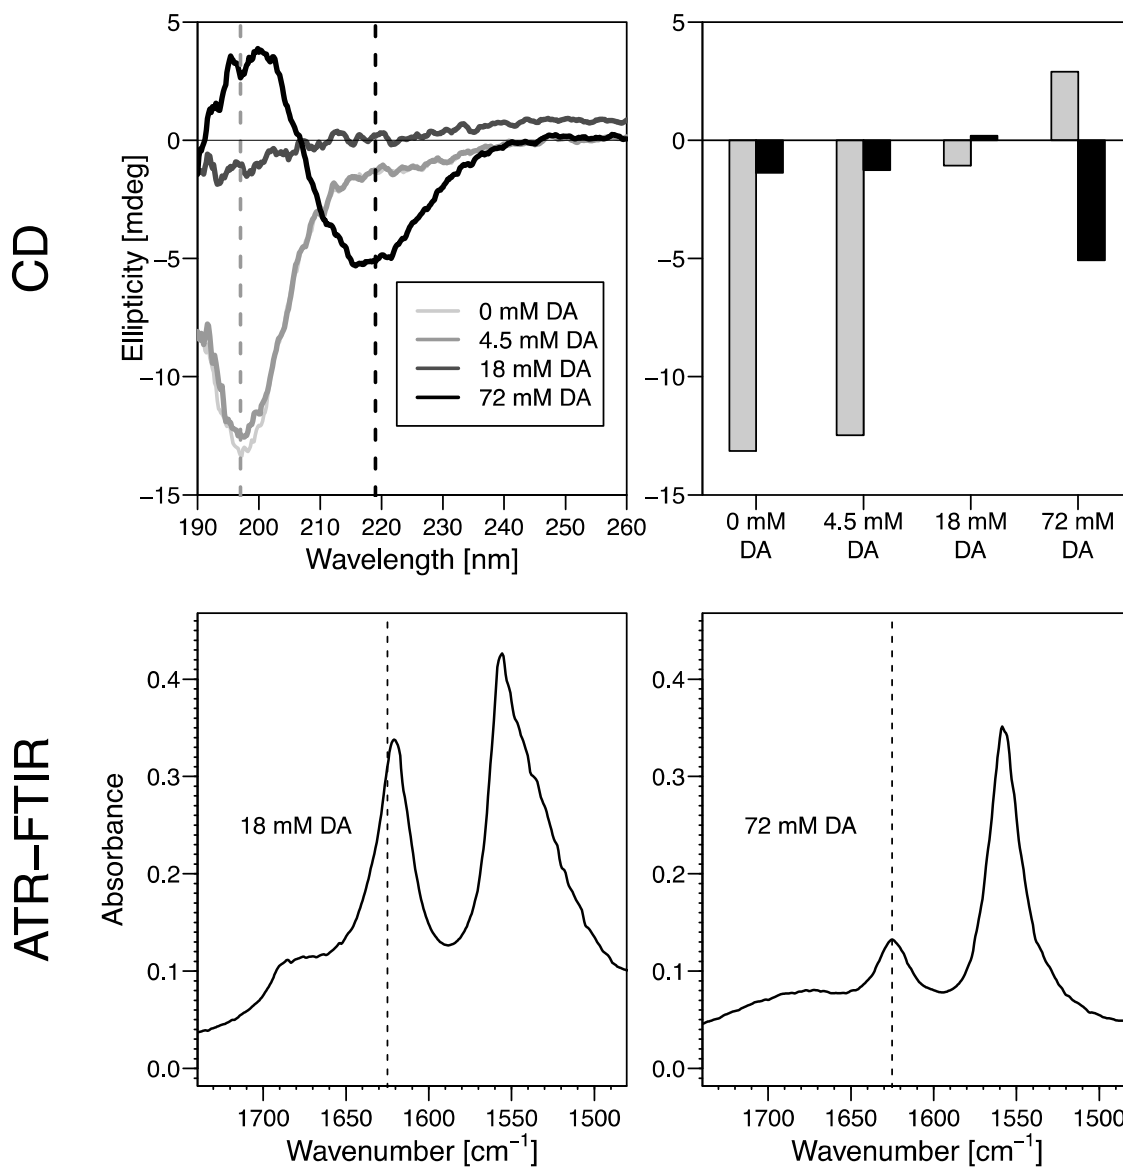 CD
Ellipticity [mdeg]
5
0
−5
−10
−15
0 mM DA
4.5 mM DA
18 mM DA
72 mM DA
190 200 210 220 230 240 250 260
Wavelength [nm]
5
0
−5
−10
−15
0 mM 4.5 mM 18 mM 72 mM
DA DA DA DA
ATR−FTIR
Absorbance
0.4
0.3
0.2
0.1
0.0
18 mM DA
1700 1650 1600 1550 1500
Wavenumber [cm⁻¹]
0.4
0.3
0.2
0.1
0.0
72 mM DA
1700 1650 1600 1550 1500
Wavenumber [cm⁻¹]